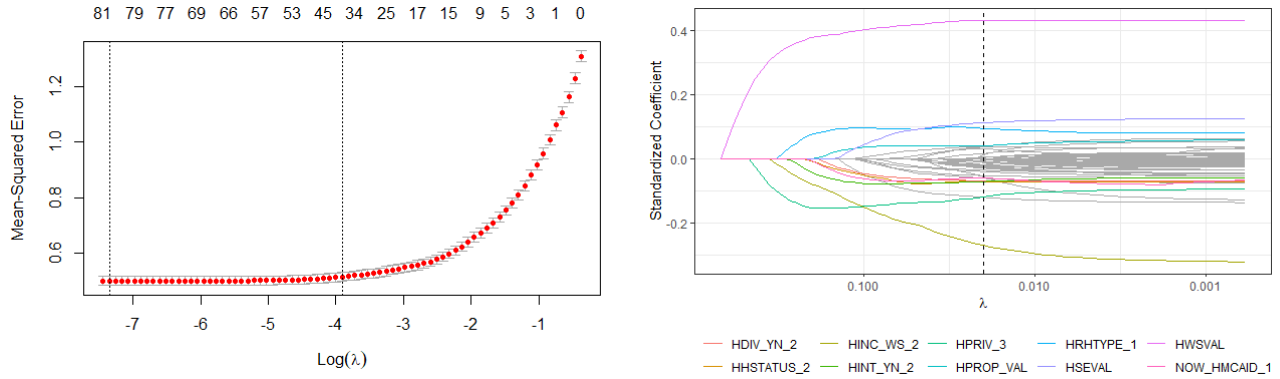 81 79 77 69 66 57 53 45 34 25 17 15 9 5 3 1 0
Mean-Squared Error
1.2
1.0
0.8
0.6
-7 -6 -5 -4 -3 -2 -1
Log(λ)
Standardized Coefficient
0.4
0.2
0.0
-0.2
0.100 0.010 0.001
λ
HDIV_YN_2 HINC_WS_2 HPRIV_3 HRHTYPE_1 HWSVAL
HHSTATUS_2 HINT_YN_2 HPROP_VAL HSEVAL NOW_HMCAID_1